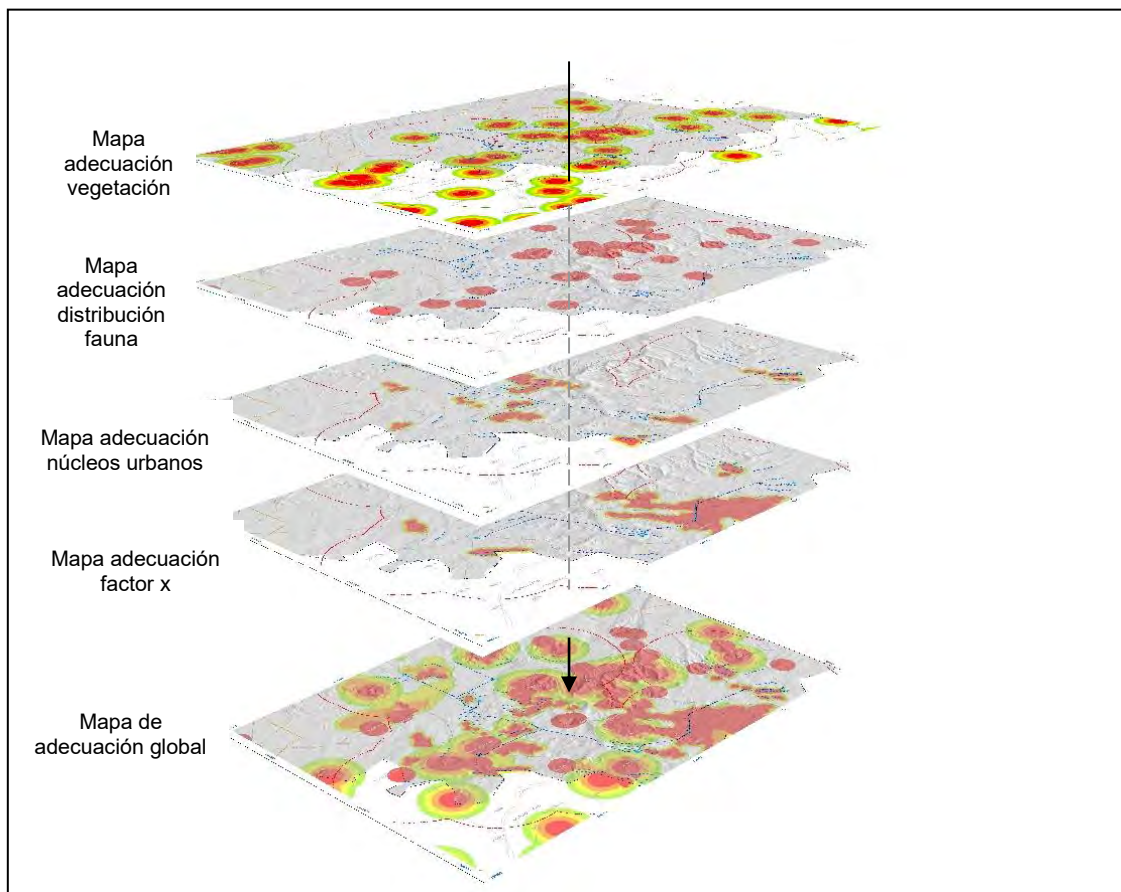 Mapa
adecuación
vegetación
Mapa
adecuación
distribución
fauna
Mapa adecuación
núcleos urbanos
Mapa adecuación
factor x
Mapa de
adecuación global